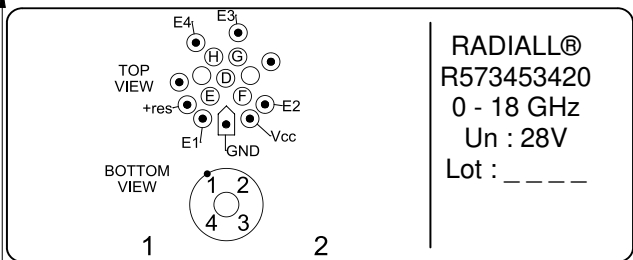 E4
E3
H
G
TOP
VIEW
D
+res
E
F
E2
E1
Vcc
GND
BOTTOM
VIEW
1 2
4 3
1
2
RADIALL®
R573453420
0 - 18 GHz
Un : 28V
Lot : _ _ _ _